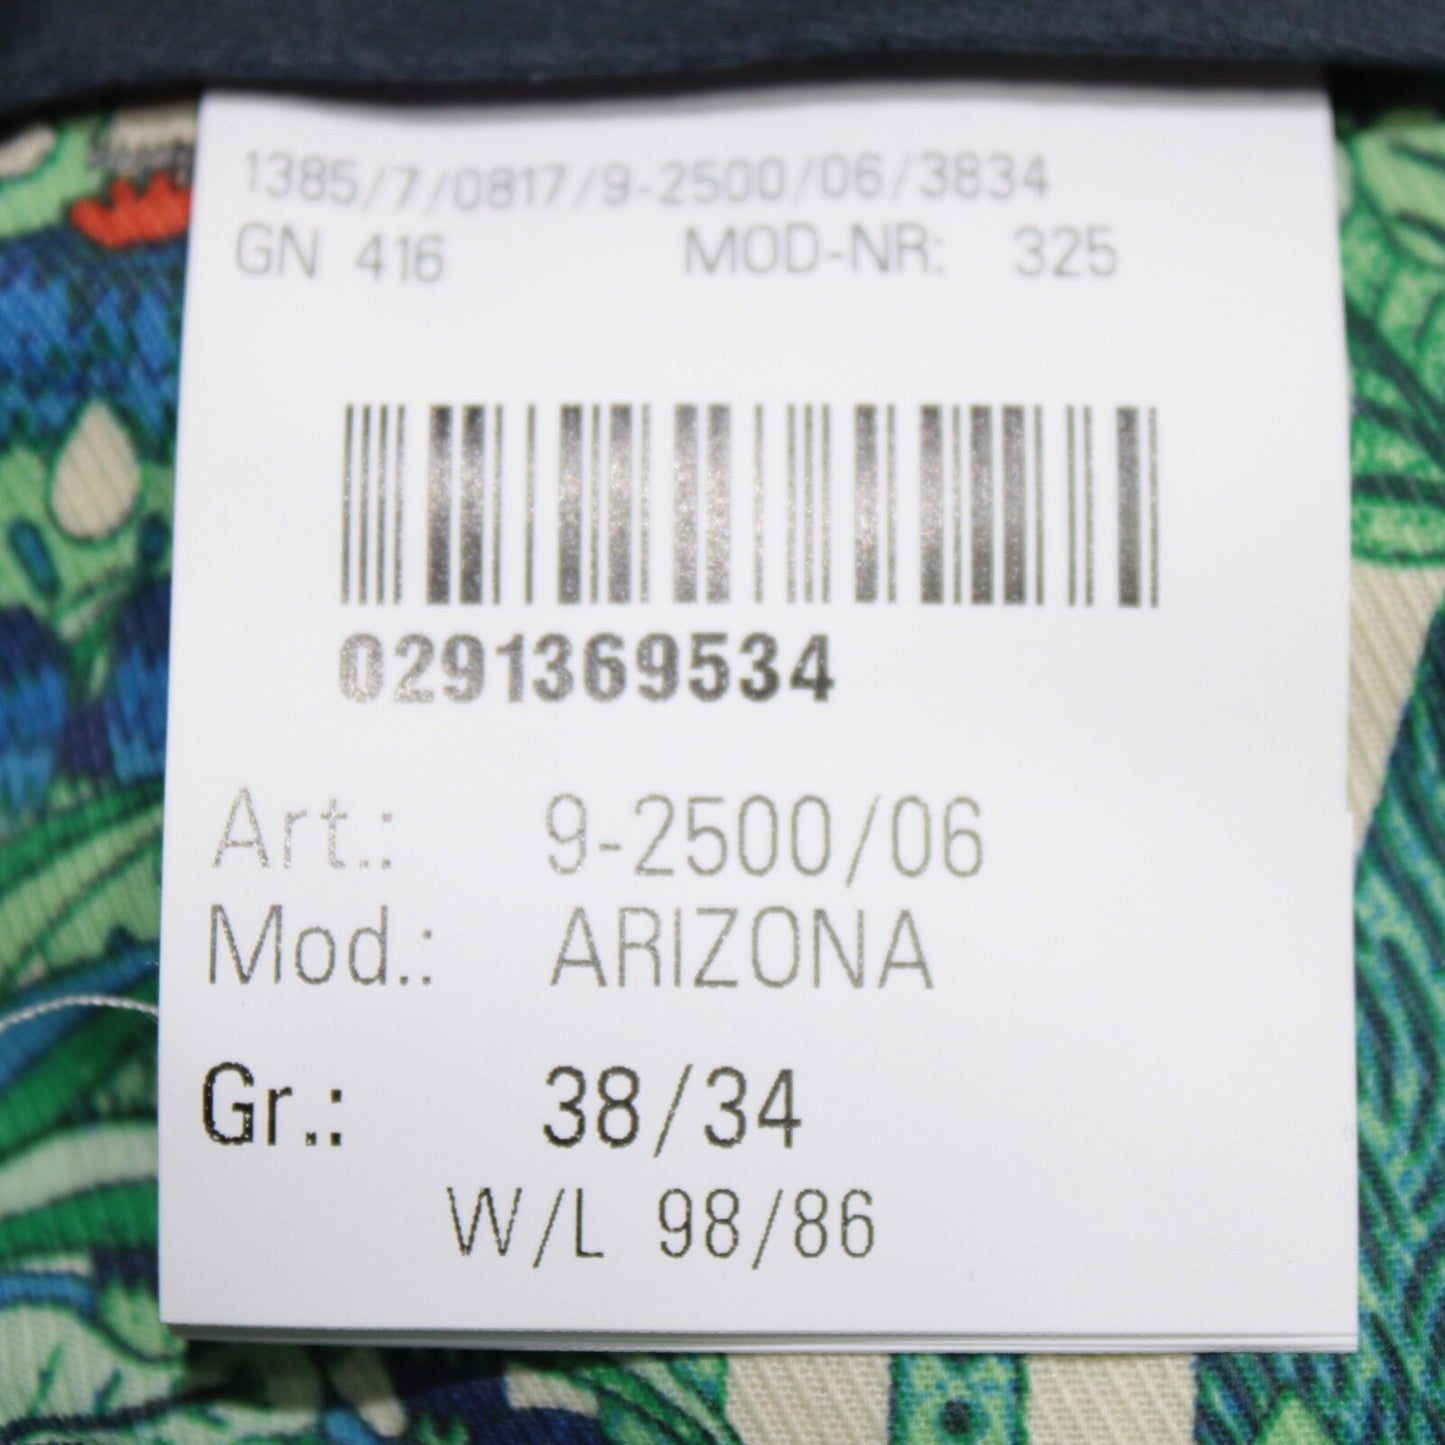 1385/7/0817/9-2500/06/3834
GN 416 MOD-NR: 325
0291369534
Art.: 9-2500/06
Mod.: ARIZONA
Gr.: 38/34
W/L 98/86